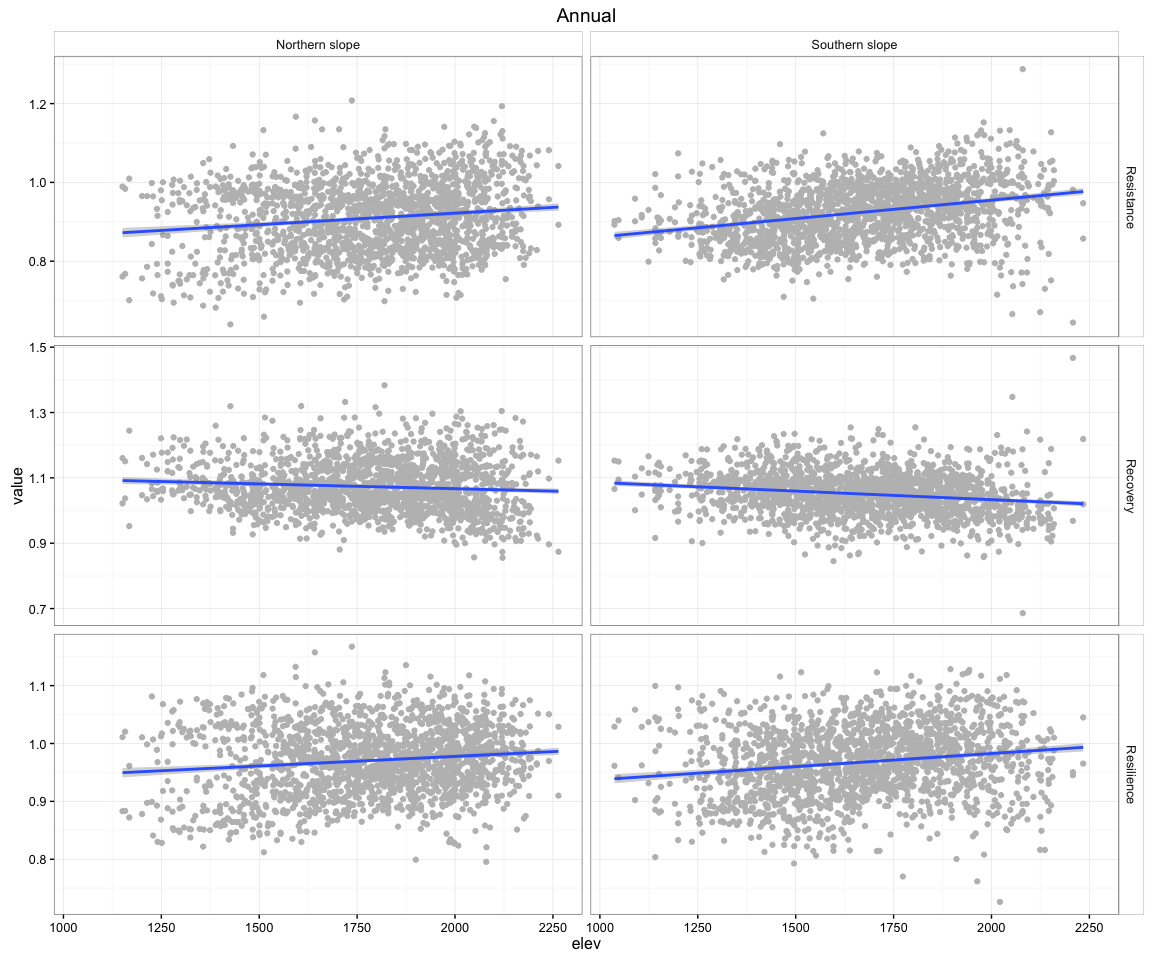 Annual
Northern slope Southern slope
1.2
1.0
0.8
Resistance
1.5
1.3
1.1
0.9
0.7
Recovery
value
1.1
1.0
0.9
0.8
Resilience
1000 1250 1500 1750 2000 2250 1000 1250 1500 1750 2000 2250
elev